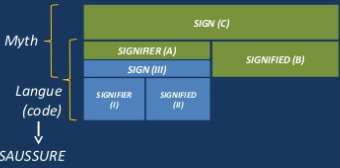 SIGN (C)
Myth
SIGNIFIER (A)
SIGNIFIED (B)
SIGN (III)
Langue
(code)
SIGNIFIER
(I)
SIGNIFIED
(II)
SAUSSURE